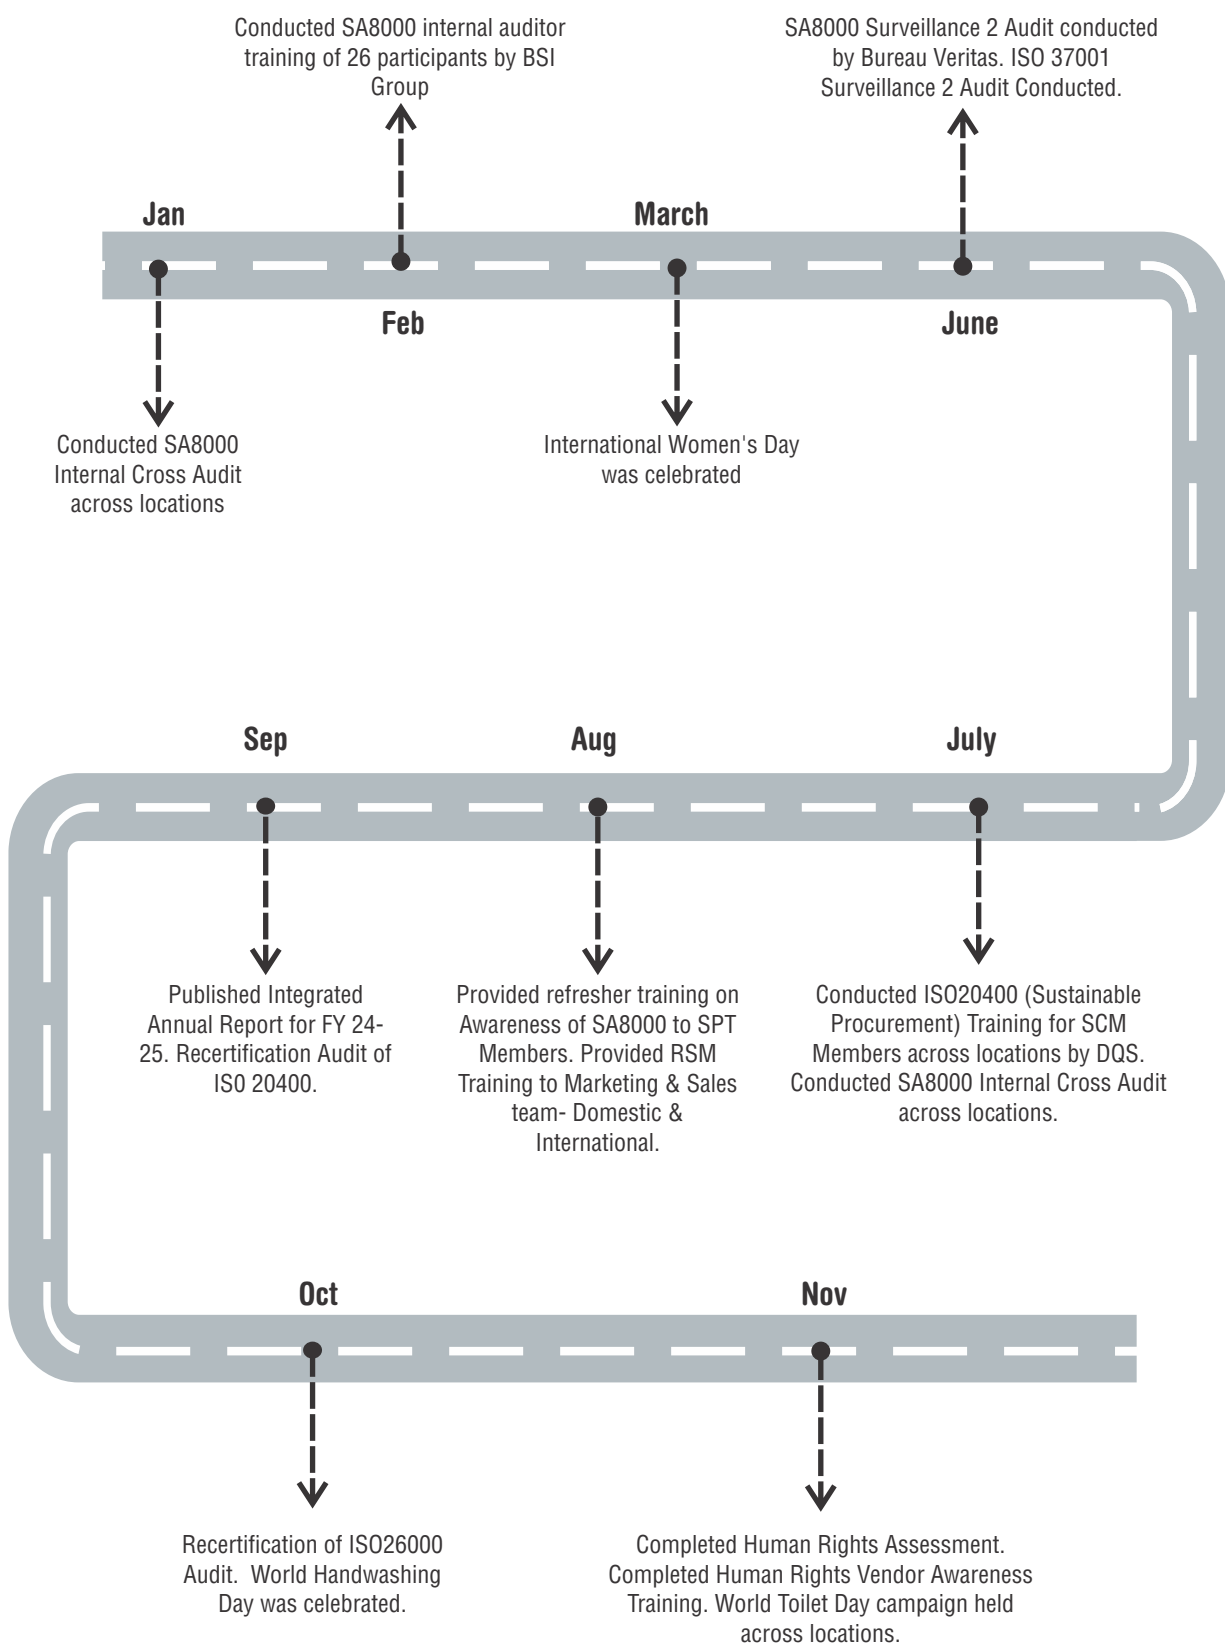 Conducted SA8000 internal auditor
training of 26 participants by BSI
Group
SA8000 Surveillance 2 Audit conducted
by Bureau Veritas. ISO 37001
Surveillance 2 Audit Conducted.
Jan
March
Feb
June
Conducted SA8000
Internal Cross Audit
across locations
International Women's Day
was celebrated
Sep
Aug
July
Published Integrated
Annual Report for FY 24-
25. Recertification Audit of
ISO 20400.
Provided refresher training on
Awareness of SA8000 to SPT
Members. Provided RSM
Training to Marketing & Sales
team- Domestic &
International.
Conducted ISO20400 (Sustainable
Procurement) Training for SCM
Members across locations by DQS.
Conducted SA8000 Internal Cross Audit
across locations.
Oct
Nov
Recertification of ISO26000
Audit.  World Handwashing
Day was celebrated.
Completed Human Rights Assessment.
Completed Human Rights Vendor Awareness
Training. World Toilet Day campaign held
across locations.